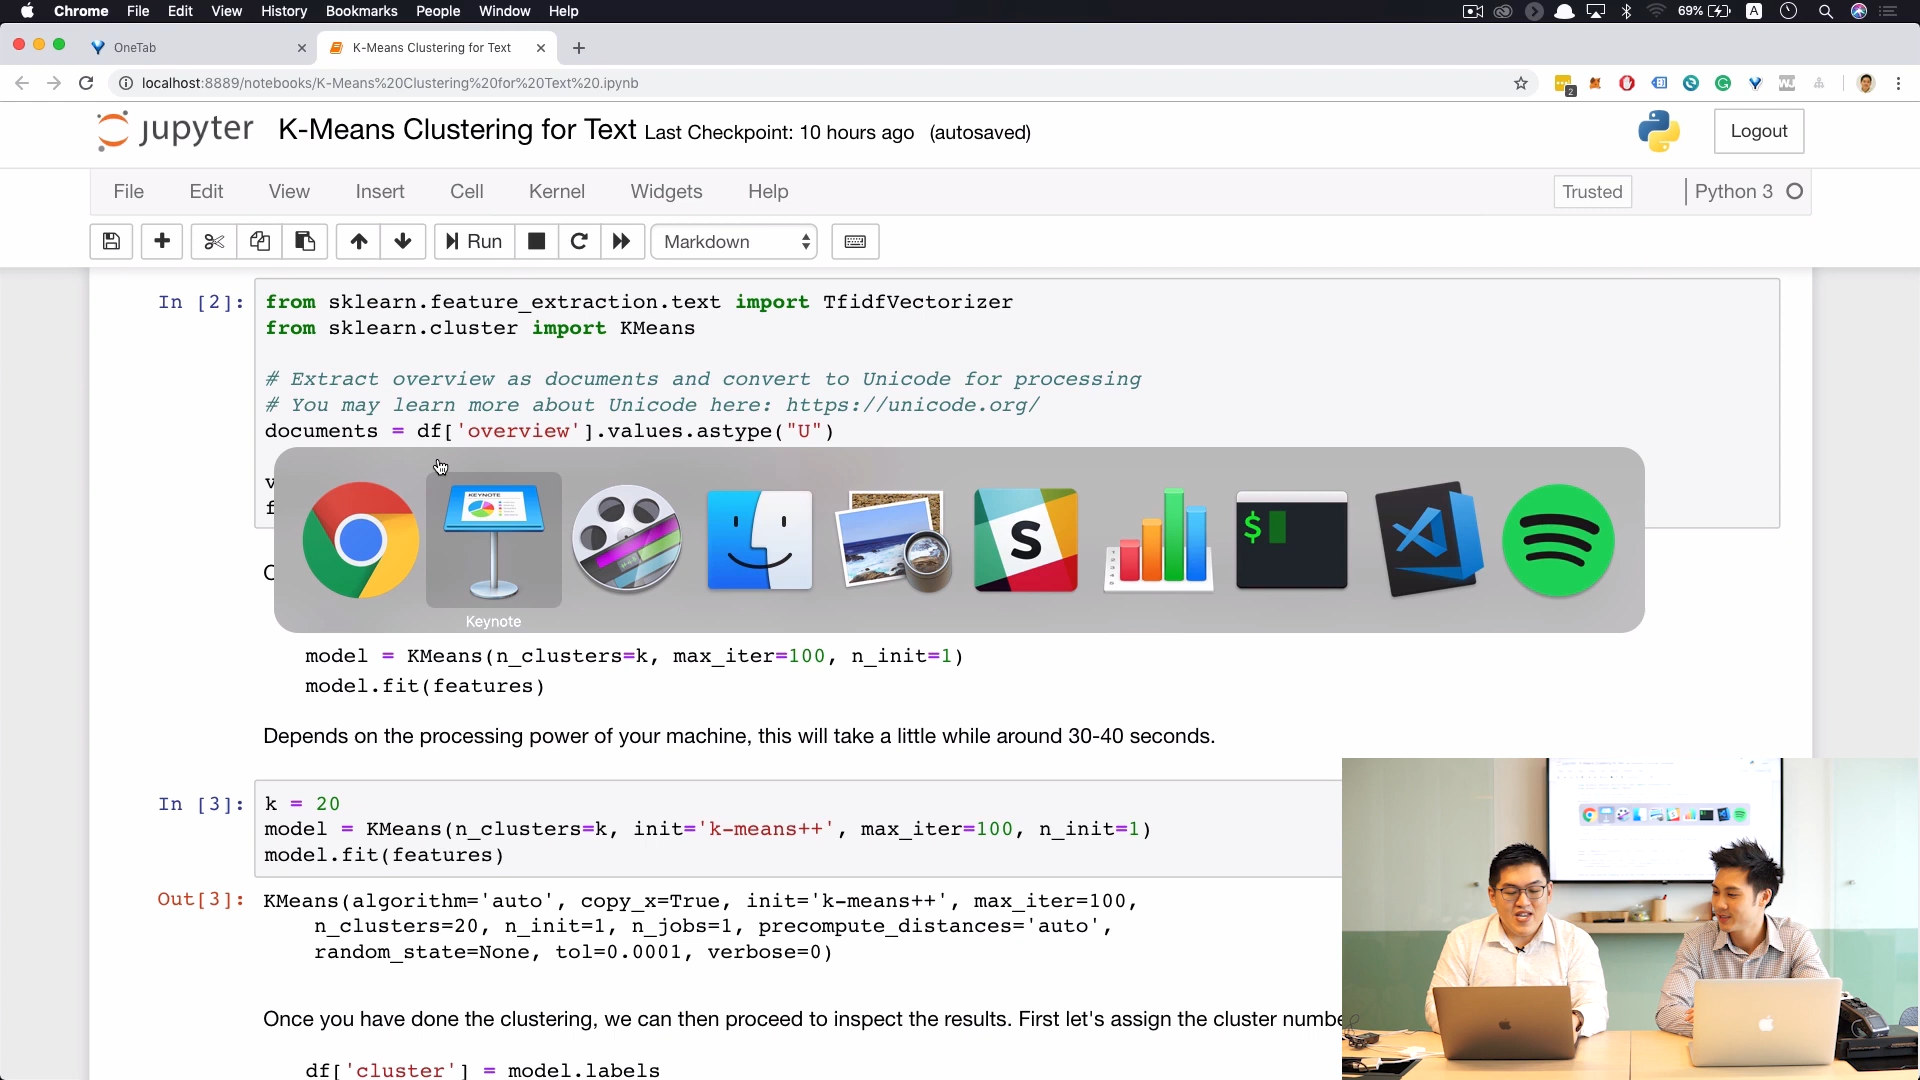 Chrome File Edit View History Bookmarks People Window Help
69%
A
OneTab
K-Means Clustering for Text
localhost:8889/notebooks/K-Means%20Clustering%20for%20Text%20.ipynb
2
jupyter K-Means Clustering for Text Last Checkpoint: 10 hours ago (autosaved)
Logout
File Edit View Insert Cell Kernel Widgets Help
Trusted
Python 3
Run
Markdown
In [2]:
from sklearn.feature_extraction.text import TfidfVectorizer
from sklearn.cluster import KMeans
# Extract overview as documents and convert to Unicode for processing
# You may learn more about Unicode here: https://unicode.org/
documents = df['overview'].values.astype("U")
v
f
KEYNOTE
S
$
Keynote
model = KMeans(n_clusters=k, max_iter=100, n_init=1)
model.fit(features)
Depends on the processing power of your machine, this will take a little while around 30-40 seconds.
In [3]:
k = 20
model = KMeans(n_clusters=k, init='k-means++', max_iter=100, n_init=1)
model.fit(features)
Out[3]:
KMeans(algorithm='auto', copy_x=True, init='k-means++', max_iter=100,
n_clusters=20, n_init=1, n_jobs=1, precompute_distances='auto',
random_state=None, tol=0.0001, verbose=0)
Once you have done the clustering, we can then proceed to inspect the results. First let's assign the cluster numbe
df['cluster'] = model.labels